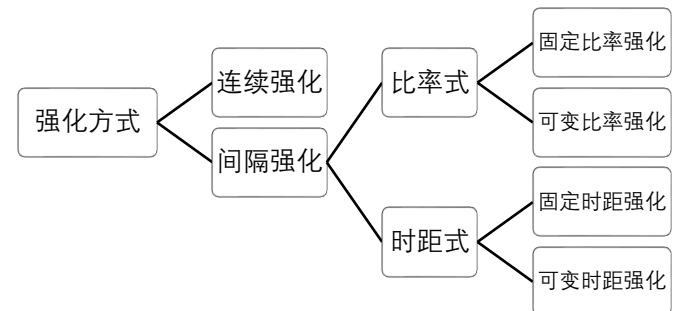 强化方式
连续强化
间隔强化
比率式
时距式
固定比率强化
可变比率强化
固定时距强化
可变时距强化